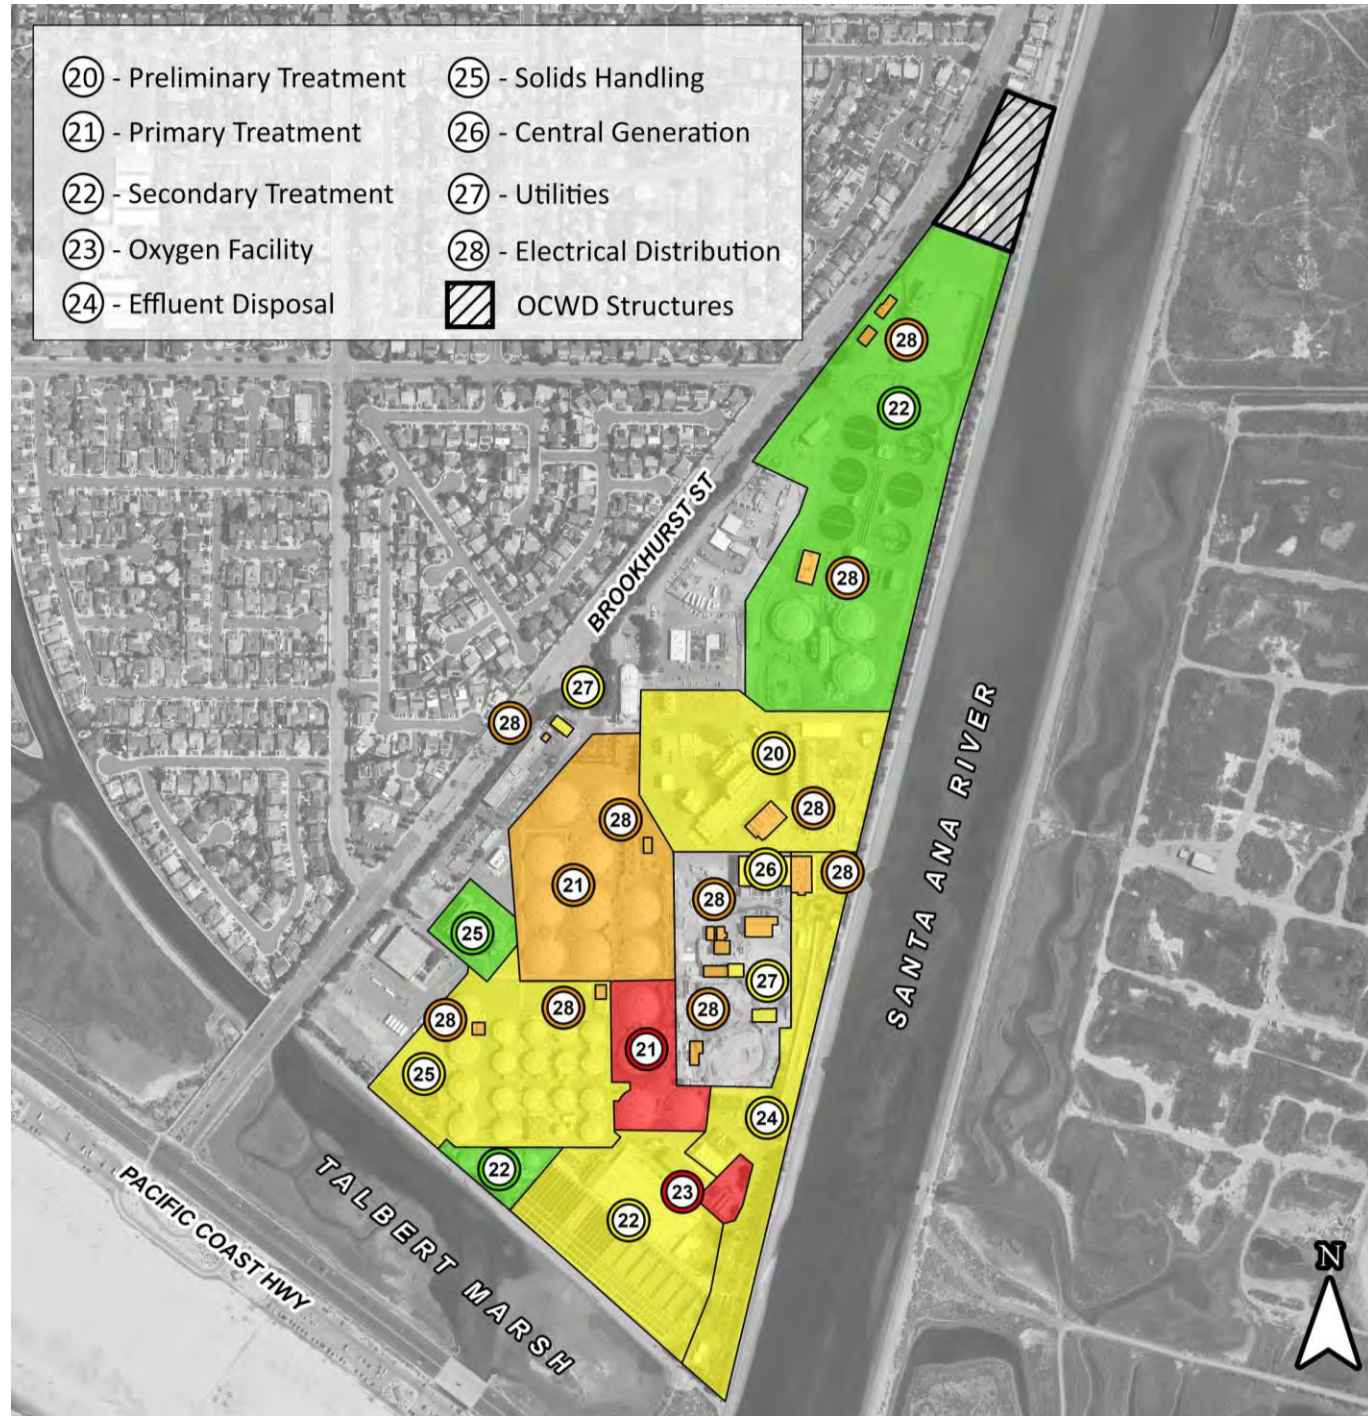 20 - Preliminary Treatment
21 - Primary Treatment
22 - Secondary Treatment
23 - Oxygen Facility
24 - Effluent Disposal
25 - Solids Handling
26 - Central Generation
27 - Utilities
28 - Electrical Distribution
OCWD Structures
28
22
BROOKHURST ST
28
27
28
20
28
28
21
26
28
28
25
27
28
28
28
21
25
24
22
23
22
SANTA ANA RIVER
TALBERT MARSH
PACIFIC COAST HWY
N